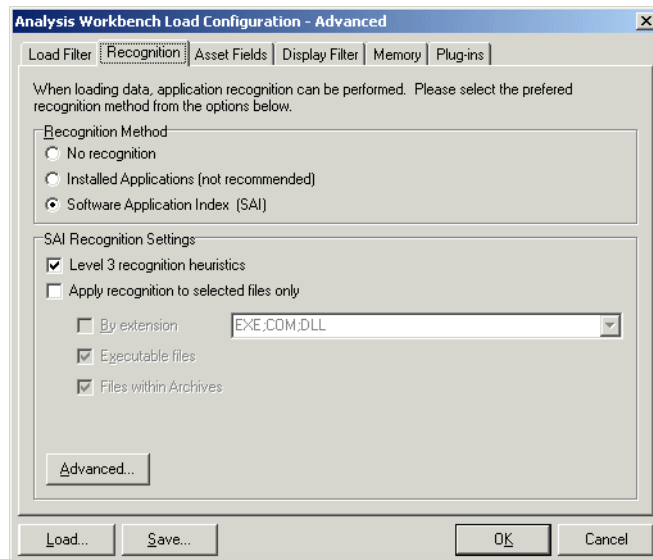 Analysis Workbench Load Configuration - Advanced
Load Filter Recognition Asset Fields Display Filter Memory Plug-ins
When loading data, application recognition can be performed. Please select the prefered
recognition method from the options below.
Recognition Method
No recognition
Installed Applications (not recommended)
Software Application Index (SAI)
SAI Recognition Settings
Level 3 recognition heuristics
Apply recognition to selected files only
By extension EXE;COM;DLL
Executable files
Files within Archives
Advanced...
Load... Save... OK Cancel